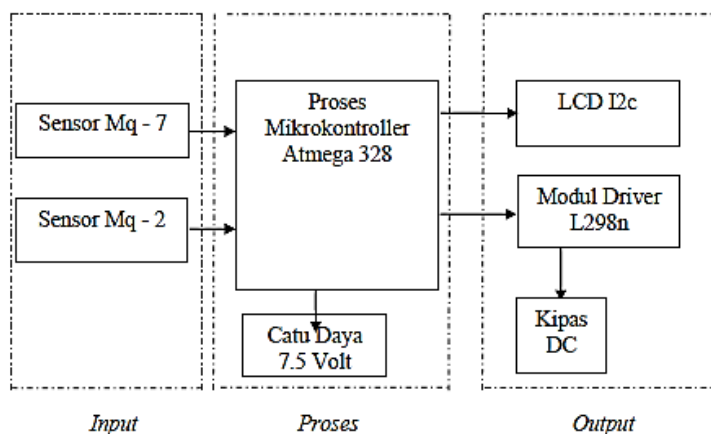 Sensor Mq - 7
Sensor Mq - 2
Proses
Mikrokontroller
Atmega 328
Catu Daya
7.5 Volt
LCD I2c
Modul Driver
L298n
Kipas
DC
Input
Proses
Output